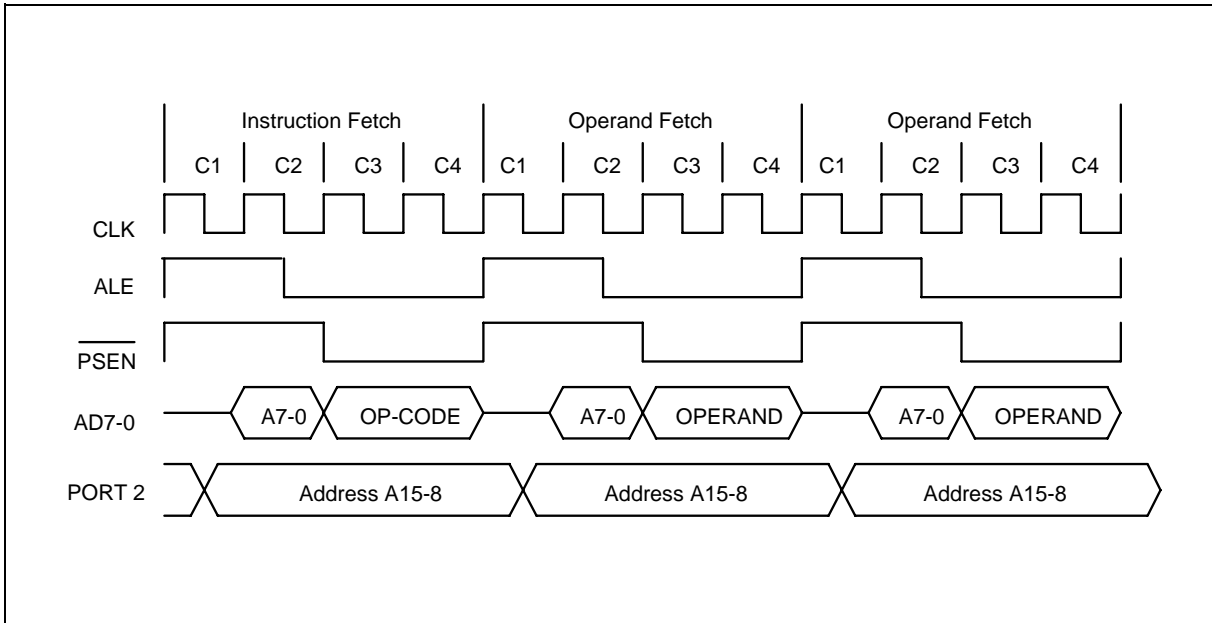 Instruction Fetch Operand Fetch Operand Fetch
C1 C2 C3 C4 C1 C2 C3 C4 C1 C2 C3 C4
CLK
ALE
PSEN
AD7-0 A7-0 OP-CODE A7-0 OPERAND A7-0 OPERAND
PORT 2 Address A15-8 Address A15-8 Address A15-8